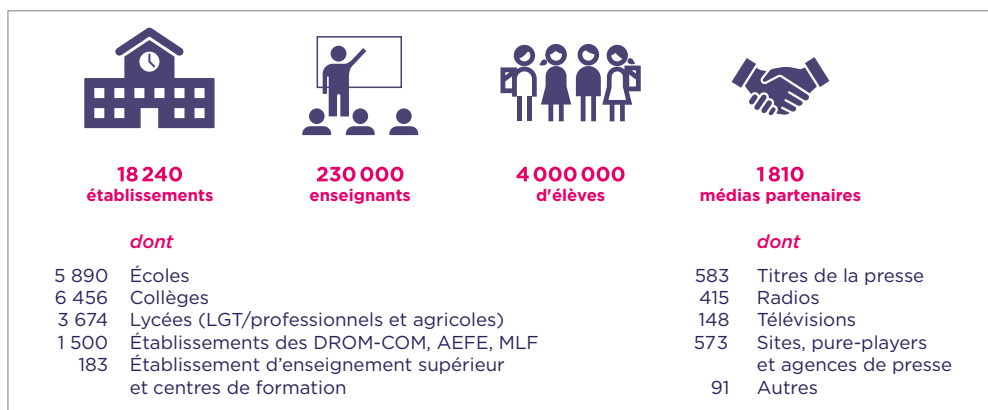 18 240
établissements
230 000
enseignants
4 000 000
d'élèves
1 810
médias partenaires
dont
5 890 Écoles
6 456 Collèges
3 674 Lycées (LGT/professionnels et agricoles)
1 500 Établissements des DROM-COM, AEFE, MLF
183 Établissement d’enseignement supérieur
et centres de formation
dont
583 Titres de la presse
415 Radios
148 Télévisions
573 Sites, pure-players
et agences de presse
91 Autres